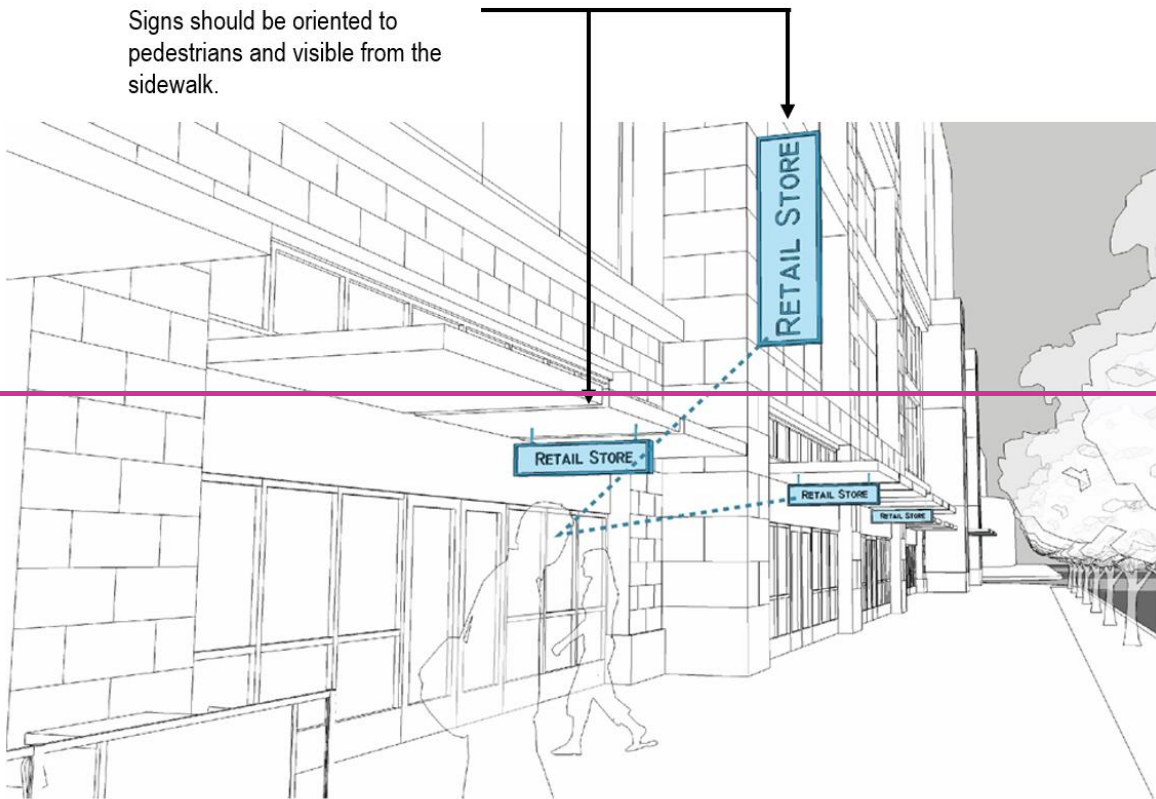 Signs should be oriented to
pedestrians and visible from the
sidewalk.
RETAIL STORE
RETAIL STORE
RETAIL STORE
RETAIL STORE